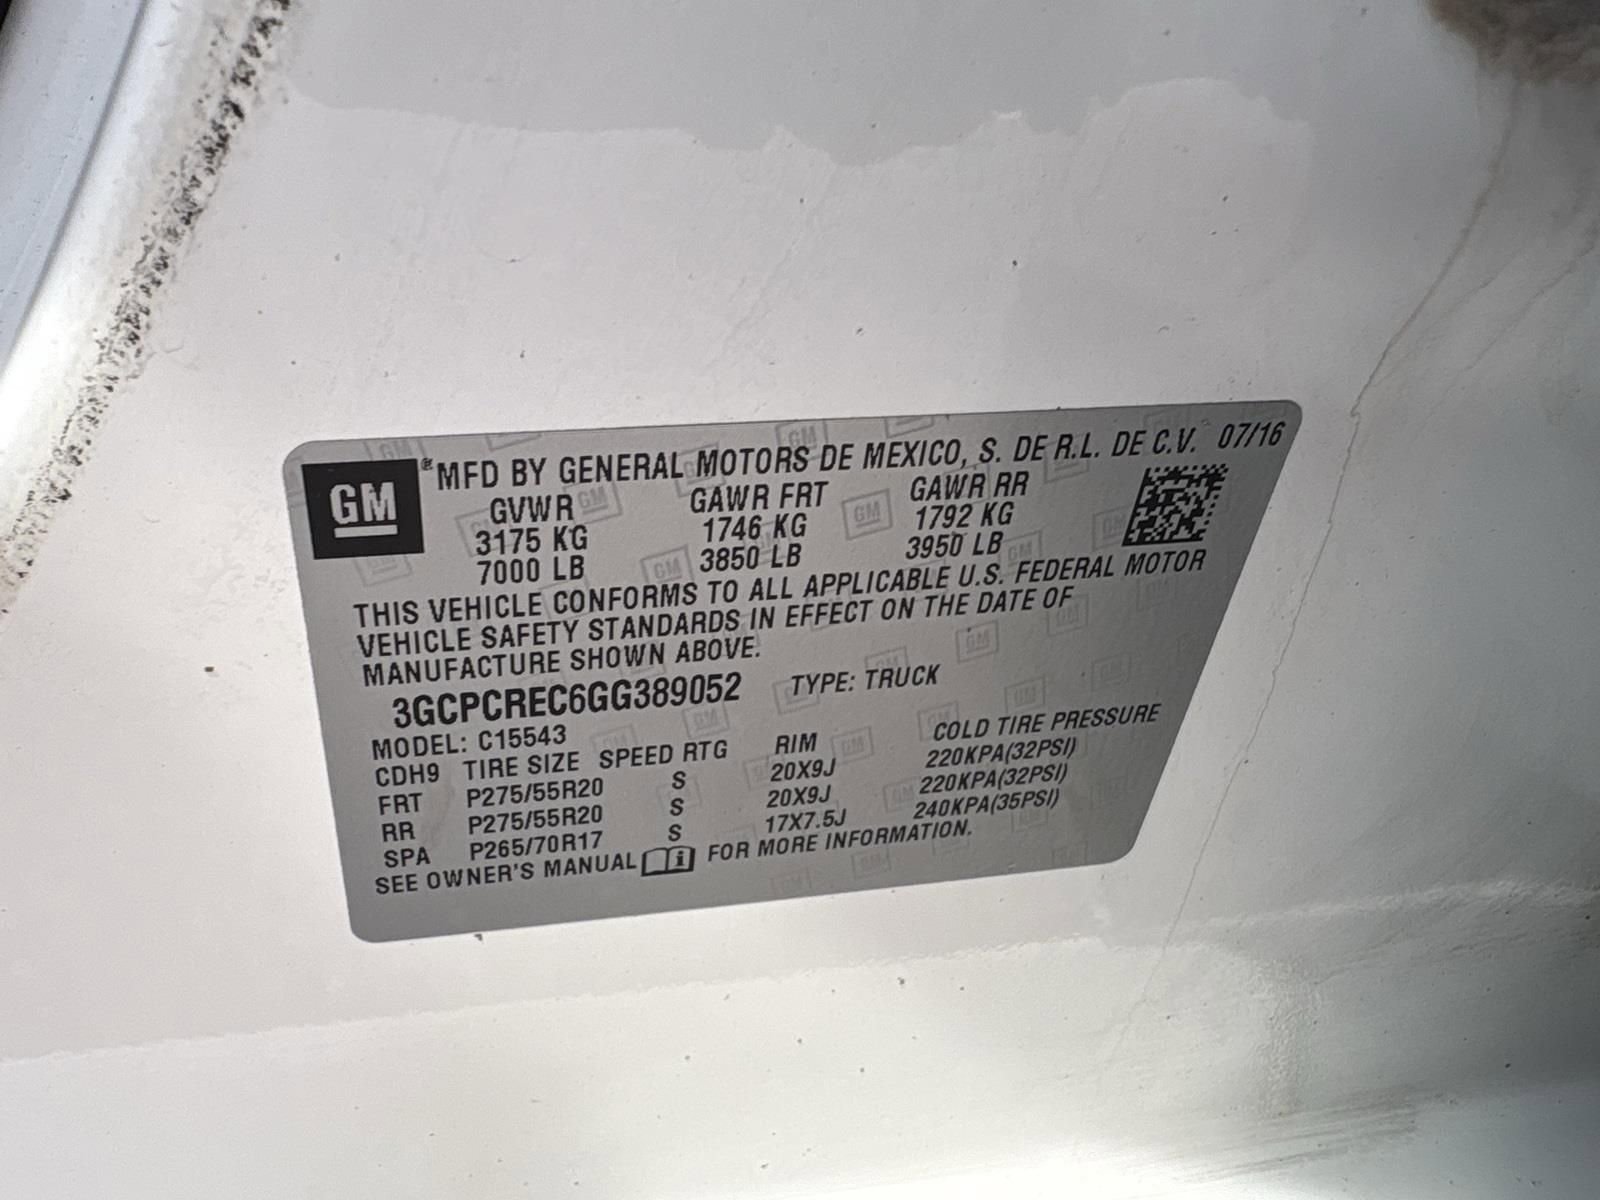 GM ® MFD BY GENERAL MOTORS DE MEXICO, S. DE R.L. DE C.V. 07/16
GVWR GAWR FRT GAWR RR
3175 KG 1746 KG 1792 KG
7000 LB 3850 LB 3950 LB
THIS VEHICLE CONFORMS TO ALL APPLICABLE U.S. FEDERAL MOTOR
VEHICLE SAFETY STANDARDS IN EFFECT ON THE DATE OF
MANUFACTURE SHOWN ABOVE.
3GCPCREC6GG389052 TYPE: TRUCK
MODEL: C15543
CDH9 TIRE SIZE SPEED RTG RIM COLD TIRE PRESSURE
FRT P275/55R20 S 20X9J 220KPA(32PSI)
RR P275/55R20 S 20X9J 220KPA(32PSI)
SPA P265/70R17 S 17X7.5J 240KPA(35PSI)
SEE OWNER'S MANUAL FOR MORE INFORMATION.